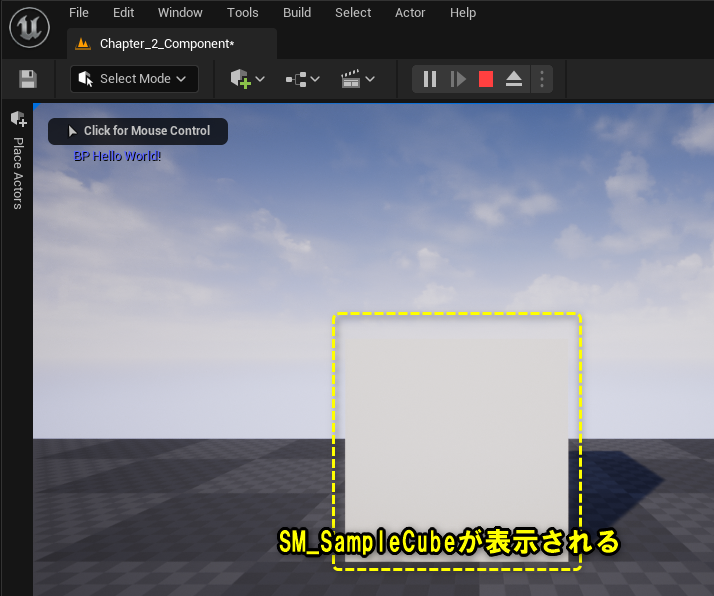 File Edit Window Tools Build Select Actor Help
Chapter_2_Component*
Select Mode
Place Actors
Click for Mouse Control
BP Hello World!
SM_SampleCubeが表示される